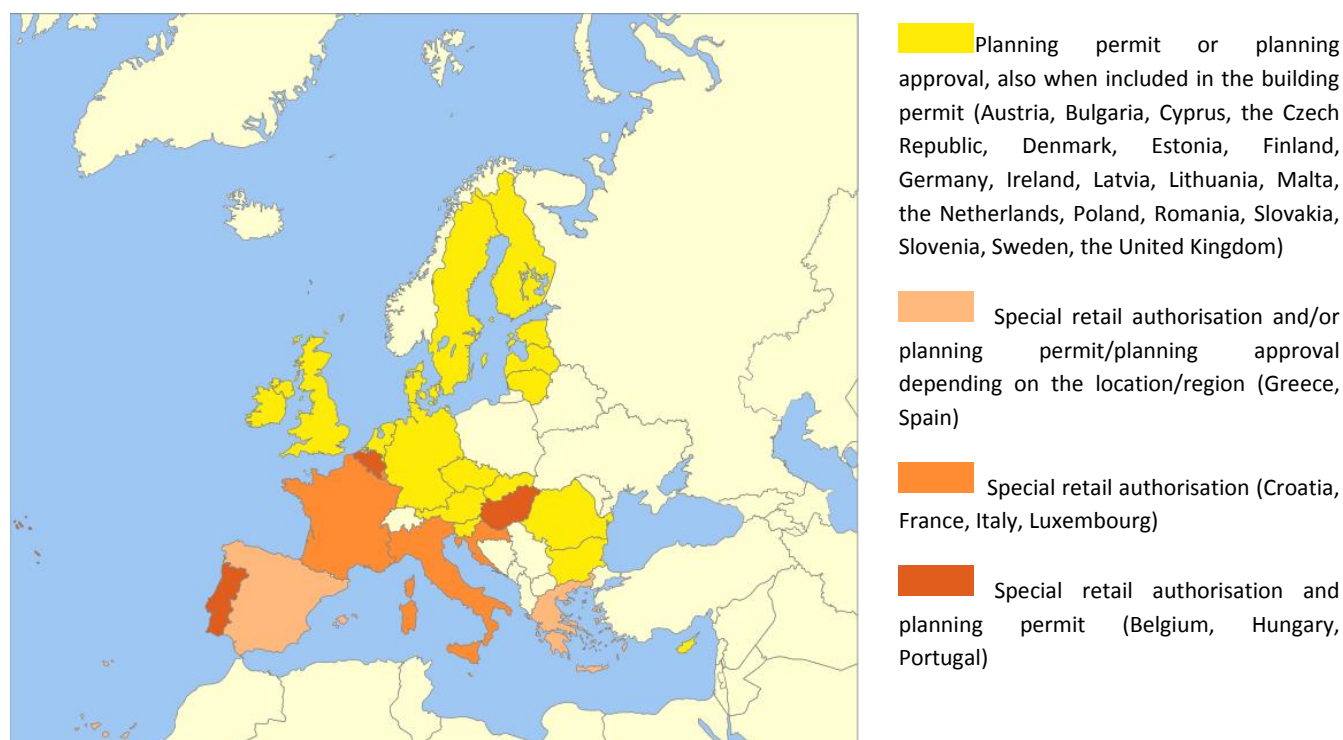 Planning permit or planning
approval, also when included in the building
permit (Austria, Bulgaria, Cyprus, the Czech
Republic, Denmark, Estonia, Finland,
Germany, Ireland, Latvia, Lithuania, Malta,
the Netherlands, Poland, Romania, Slovakia,
Slovenia, Sweden, the United Kingdom)
Special retail authorisation and/or
planning permit/planning approval
depending on the location/region (Greece,
Spain)
Special retail authorisation (Croatia,
France, Italy, Luxembourg)
Special retail authorisation and
planning permit (Belgium, Hungary,
Portugal)